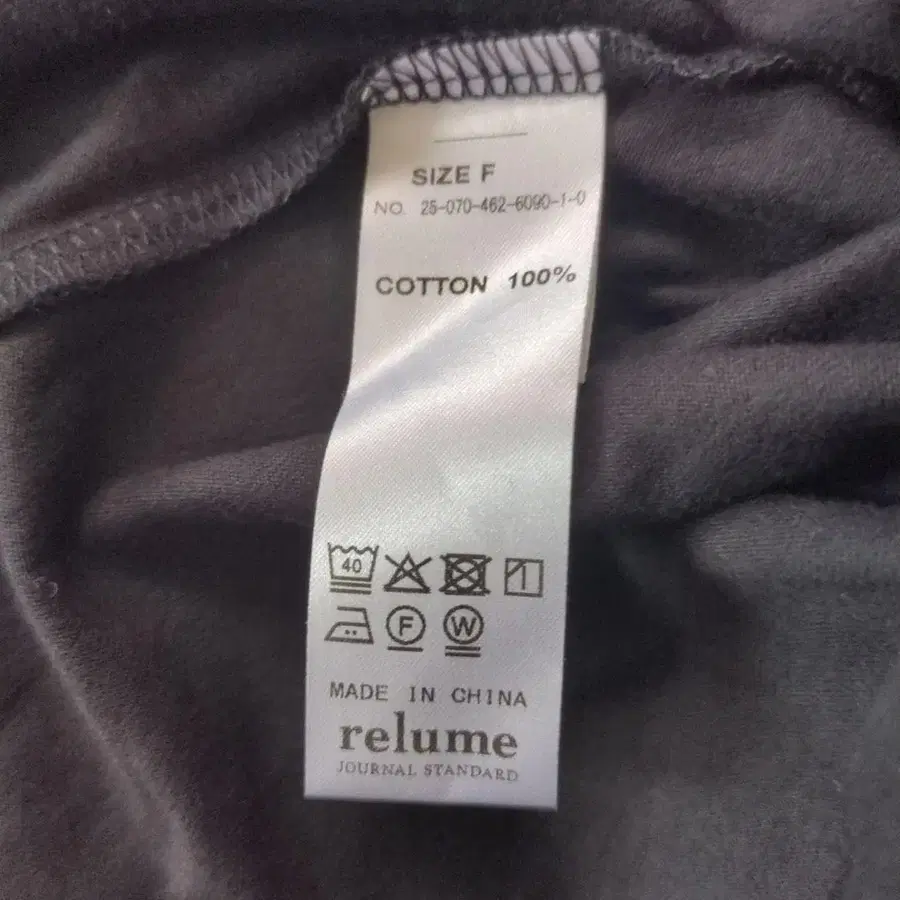 SIZE F
NO. 25-070-462-6090-1-0
COTTON 100%
40
F W
MADE IN CHINA
relume
JOURNAL STANDARD